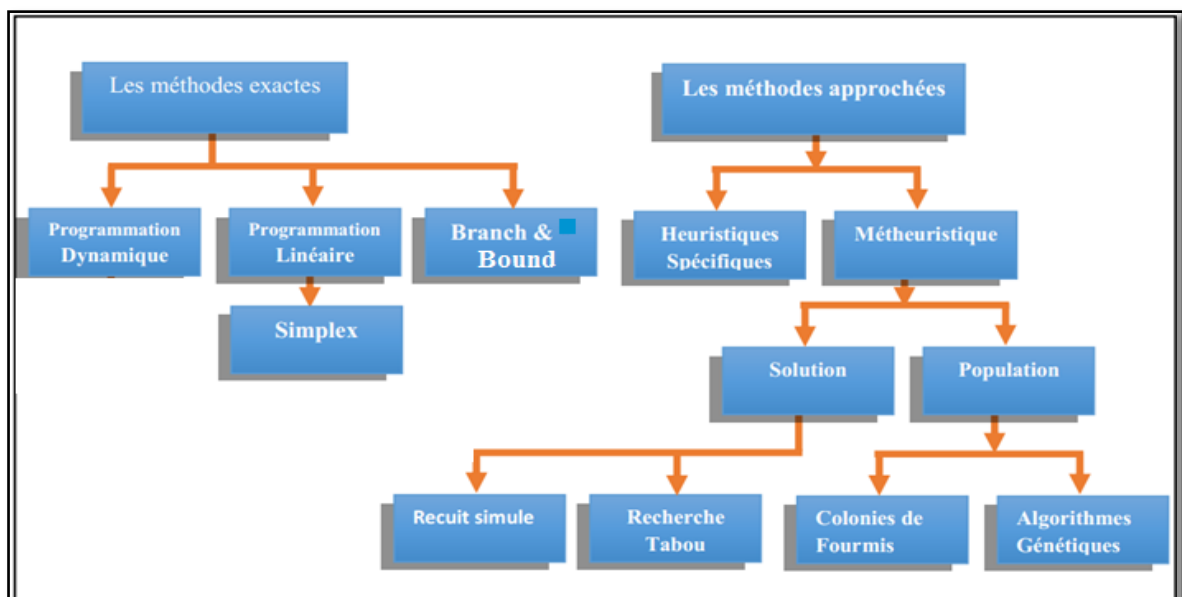 Les méthodes exactes
Les méthodes approchées
Programmation
Dynamique
Programmation
Linéaire
Branch &
Bound
Heuristiques
Spécifiques
Métheuristique
Simplex
Solution
Population
Recuit simule
Recherche
Tabou
Colonies de
Fourmis
Algorithmes
Génétiques